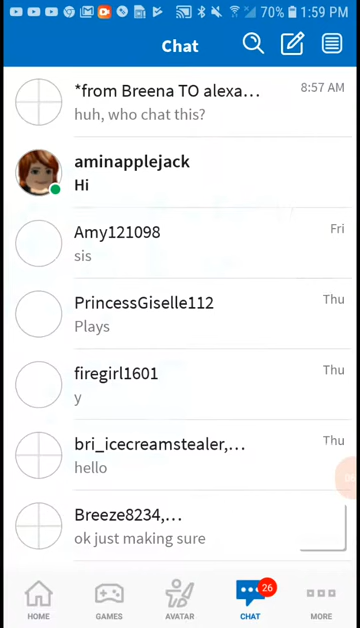 70% 1:59 PM
Chat
*from Breena TO alexa… 8:57 AM
huh, who chat this?
aminapplejack
Hi
Amy121098 Fri
sis
PrincessGiselle112 Thu
Plays
firegirl1601 Thu
y
bri_icecreamstealer,… Thu
hello
Breeze8234,…
ok just making sure
26
HOME GAMES AVATAR CHAT MORE